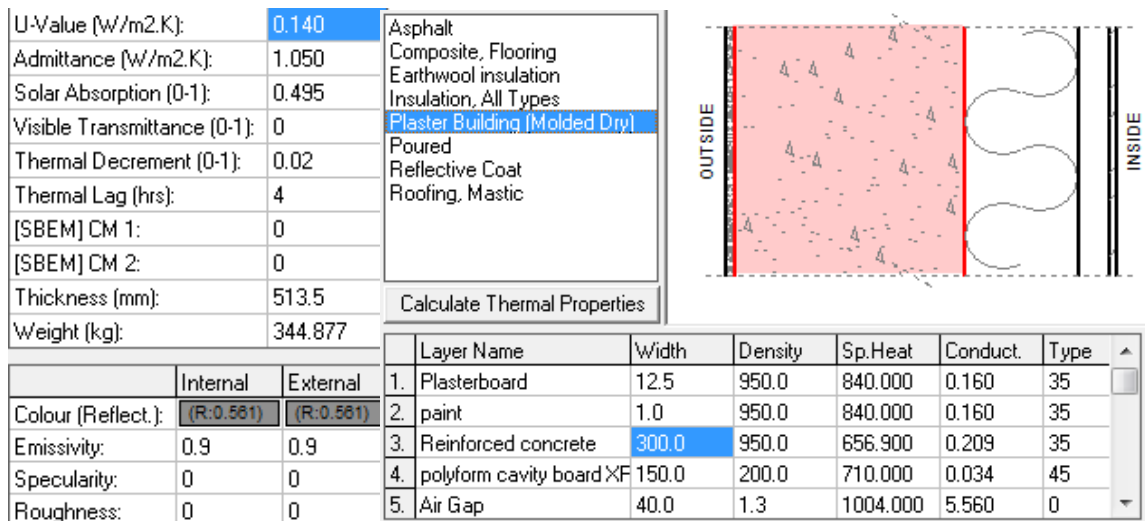 U-Value (W/m2.K): 0.140
Admittance (W/m2.K): 1.050
Solar Absorption (0-1): 0.495
Visible Transmittance (0-1): 0
Thermal Decrement (0-1): 0.02
Thermal Lag (hrs): 4
[SBEM] CM 1: 0
[SBEM] CM 2: 0
Thickness (mm): 513.5
Weight (kg): 344.877
Internal External
Colour (Reflect.): (R:0.561) (R:0.561)
Emissivity: 0.9 0.9
Specularity: 0 0
Roughness: 0 0
Asphalt
Composite, Flooring
Earthwool insulation
Insulation, All Types
Plaster Building (Molded Dry)
Poured
Reflective Coat
Roofing, Mastic
Calculate Thermal Properties
OUTSIDE
INSIDE
Layer Name Width Density Sp.Heat Conduct. Type
1. Plasterboard 12.5 950.0 840.000 0.160 35
2. paint 1.0 950.0 840.000 0.160 35
3. Reinforced concrete 300.0 950.0 656.900 0.209 35
4. polyform cavity board XF 150.0 200.0 710.000 0.034 45
5. Air Gap 40.0 1.3 1004.000 5.560 0